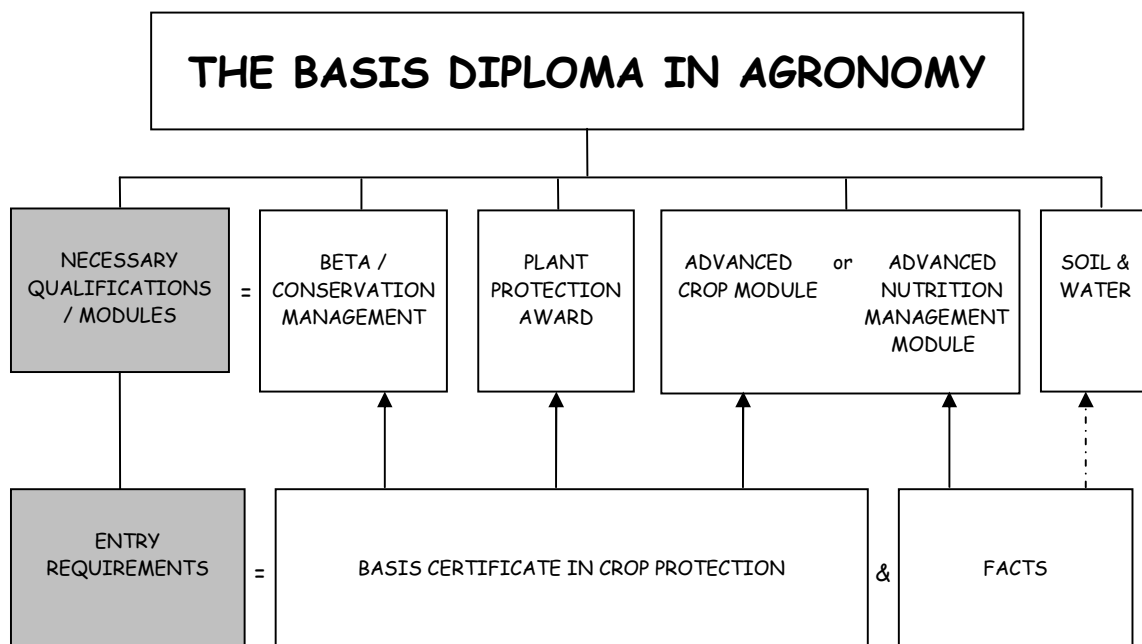 THE BASIS DIPLOMA IN AGRONOMY
NECESSARY
QUALIFICATIONS
/ MODULES
=
BETA /
CONSERVATION
MANAGEMENT
PLANT
PROTECTION
AWARD
ADVANCED
CROP MODULE
or
ADVANCED
NUTRITION
MANAGEMENT
MODULE
SOIL &
WATER
ENTRY
REQUIREMENTS
=
BASIS CERTIFICATE IN CROP PROTECTION
&
FACTS